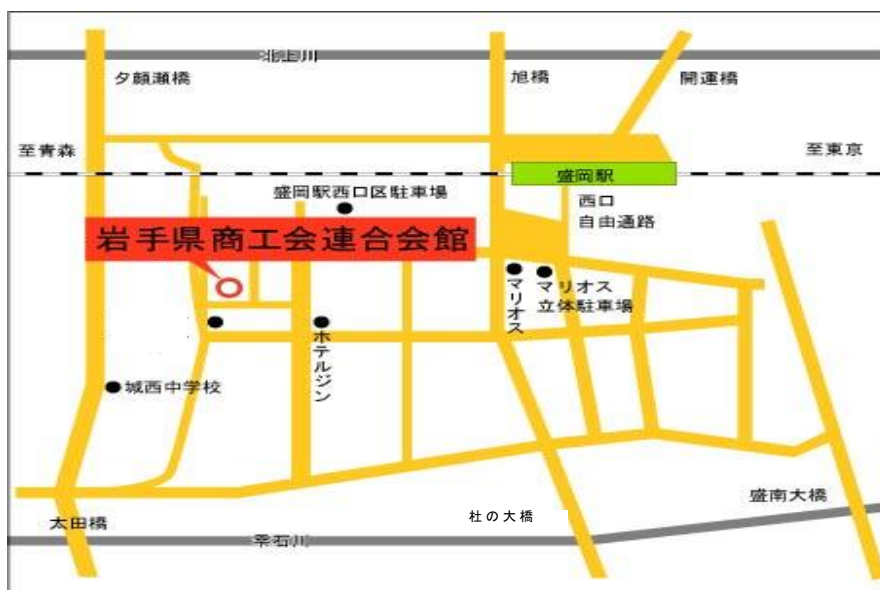 北上川
夕顔瀬橋
旭橋
開運橋
至青森
至東京
盛岡駅
盛岡駅西口区駐車場
西口
自由通路
岩手県商工会連合会館
マリオス
マリオス
立体駐車場
ホテルジン
城西中学校
盛南大橋
杜の大橋
太田橋
雫石川